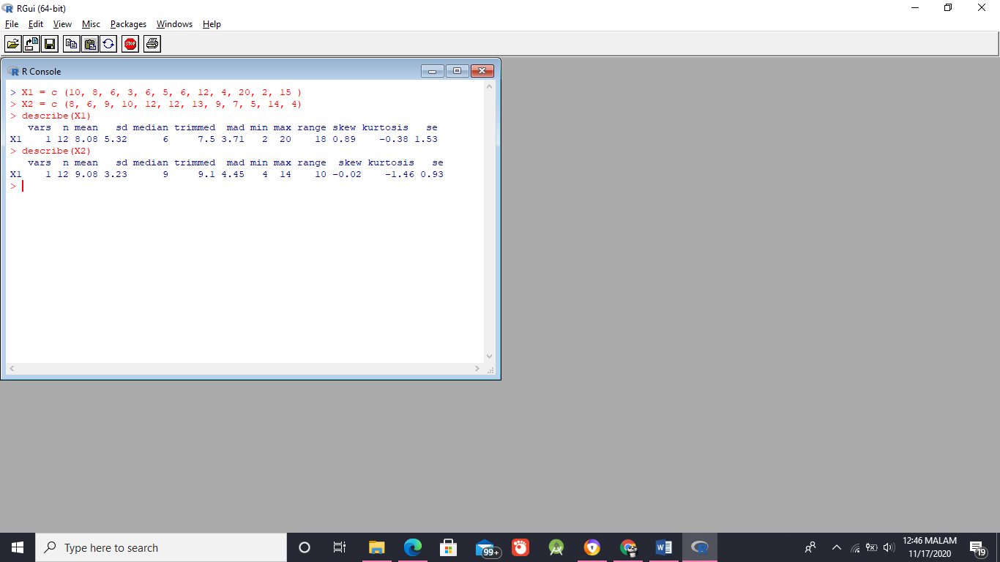 RGui (64-bit)
File Edit View Misc Packages Windows Help
STOP
R Console
> X1 = c (10, 8, 6, 3, 6, 5, 6, 12, 4, 20, 2, 15 )
> X2 = c (8, 6, 9, 10, 12, 12, 13, 9, 7, 5, 14, 4)
> describe(X1)
   vars  n mean   sd median trimmed  mad min max range skew kurtosis   se
X1    1 12 8.08 5.32      6     7.5 3.71   2  20    18 0.89    -0.38 1.53
> describe(X2)
   vars  n mean   sd median trimmed  mad min max range  skew kurtosis   se
X1    1 12 9.08 3.23      9     9.1 4.45   4  14    10 -0.02    -1.46 0.93
>
Type here to search
99+
12:46 MALAM
11/17/2020
19